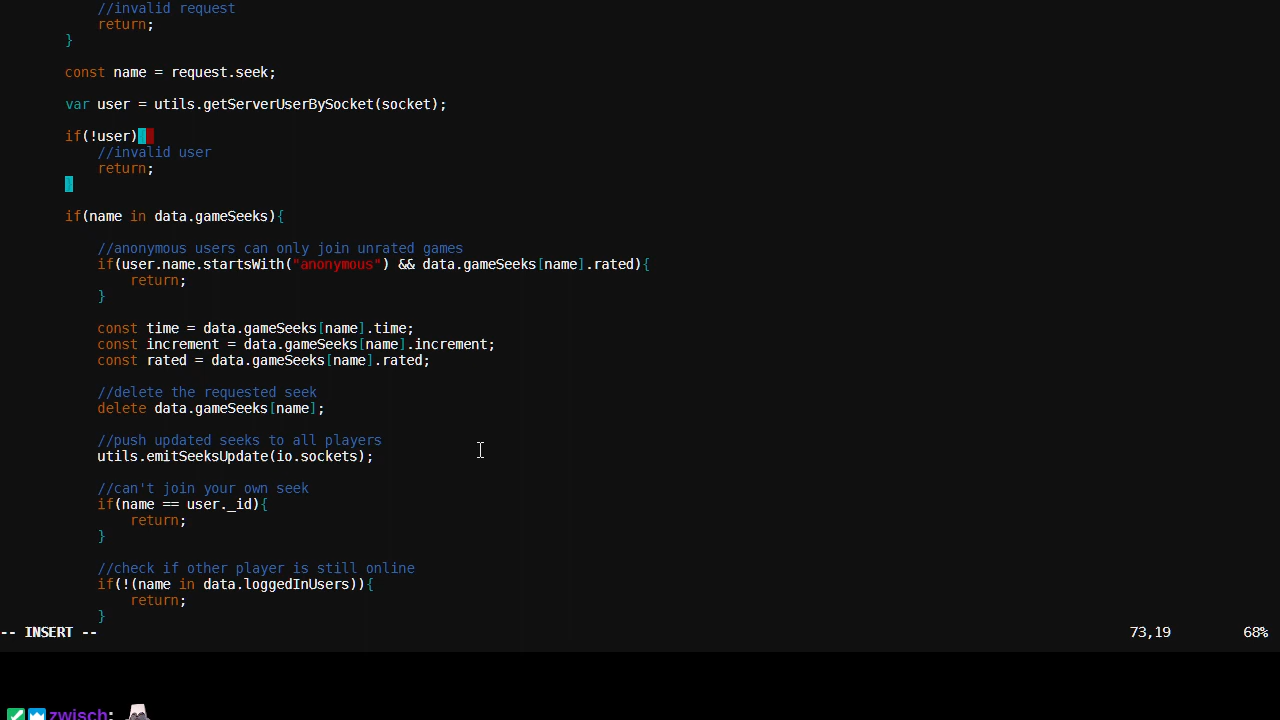 //invalid request
return;
}
const name = request.seek;
var user = utils.getServerUserBySocket(socket);
if(!user){
//invalid user
return;
}
if(name in data.gameSeeks){
//anonymous users can only join unrated games
if(user.name.startsWith("anonymous") && data.gameSeeks[name].rated){
return;
}
const time = data.gameSeeks[name].time;
const increment = data.gameSeeks[name].increment;
const rated = data.gameSeeks[name].rated;
//delete the requested seek
delete data.gameSeeks[name];
//push updated seeks to all players
utils.emitSeeksUpdate(io.sockets);
//can't join your own seek
if(name == user._id){
return;
}
//check if other player is still online
if(!(name in data.loggedInUsers)){
return;
}
-- INSERT -- 73,19 68%
zwisch: